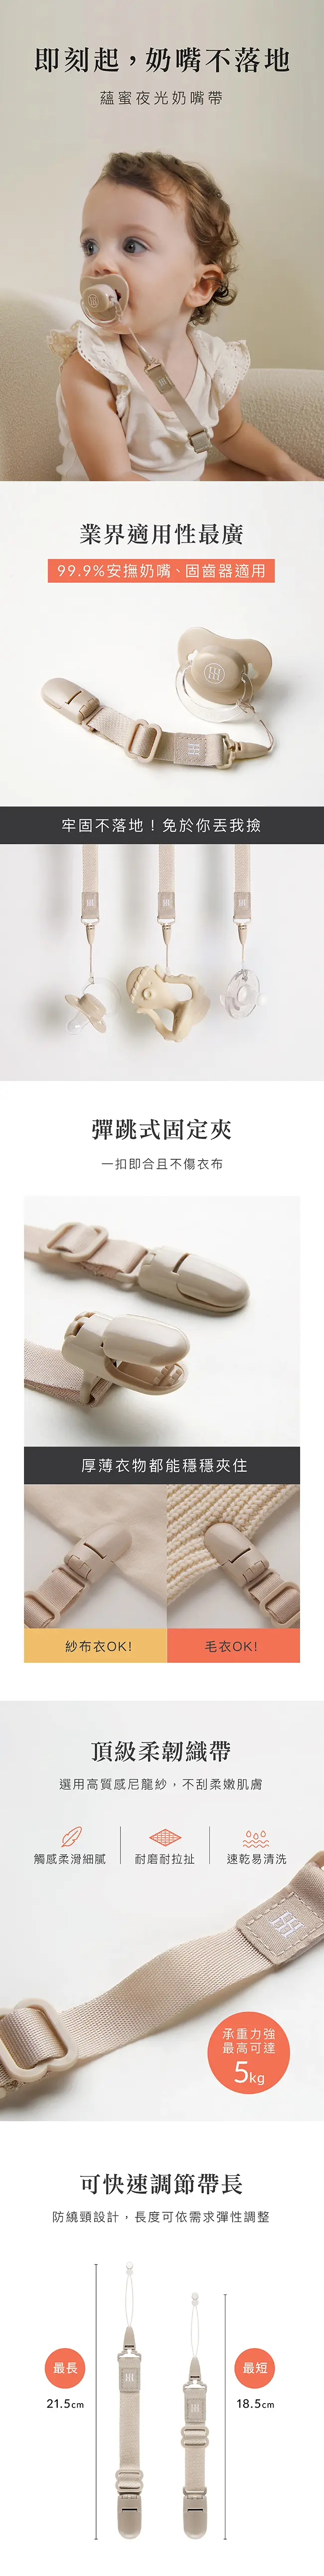 即刻起，奶嘴不落地
蘊蜜夜光奶嘴帶
業界適用性最廣
99.9%安撫奶嘴、固齒器適用
牢固不落地！免於你丟我撿
彈跳式固定夾
一扣即合且不傷衣布
厚薄衣物都能穩穩夾住
紗布衣OK!
毛衣OK!
頂級柔韌織帶
選用高質感尼龍紗，不刮柔嫩肌膚
觸感柔滑細膩
耐磨耐拉扯
速乾易清洗
承重力強
最高可達
5kg
可快速調節帶長
防繞頸設計，長度可依需求彈性調整
最長
21.5cm
最短
18.5cm